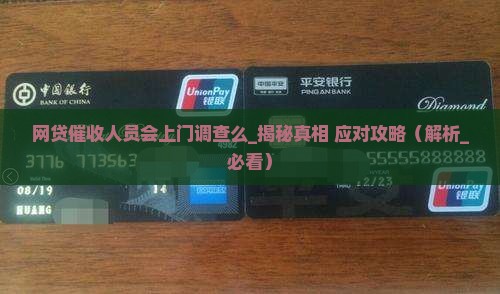 中国银行
BANK OF CHINA
UnionPay
银联
中国平安
平安银行
PING AN BANK
Diamond
网贷催收人员会上门调查么_揭秘真相 应对攻略（解析_
必看）
3776 773563
55555888888
08/19
14
12/23
HUANG
UnionPay
银联